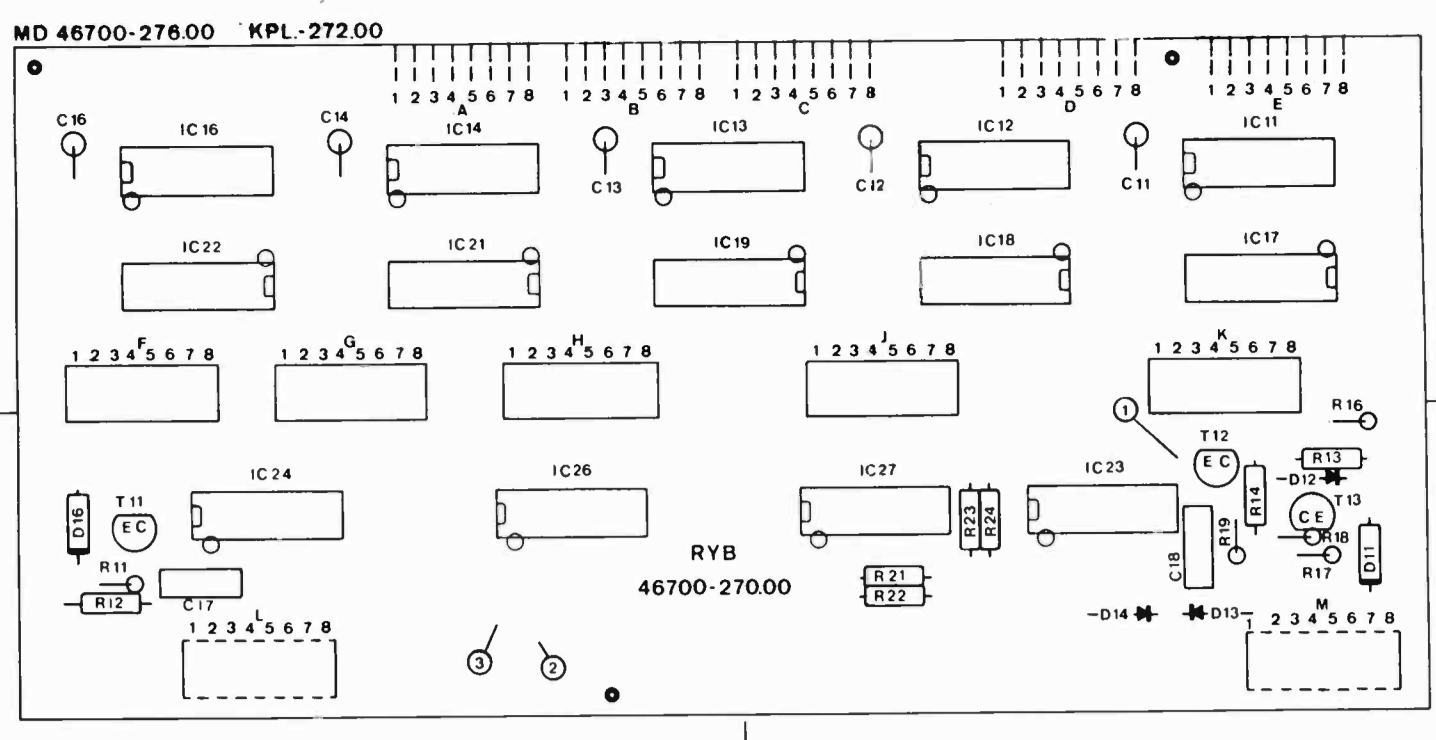 MD 46700-276.00 KPL.-272.00
1 2 3 4 5 6 7 8 1 2 3 4 5 6 7 8 1 2 3 4 5 6 7 8 1 2 3 4 5 6 7 8 1 2 3 4 5 6 7 8
A B C D E
C16 IC16 C14 IC14 C13 IC13 C12 IC12 C11 IC11
IC22 IC21 IC19 IC18 IC17
F G H J K
1 2 3 4 5 6 7 8 1 2 3 4 5 6 7 8 1 2 3 4 5 6 7 8 1 2 3 4 5 6 7 8 1 2 3 4 5 6 7 8
1 R16
T12
IC24 IC26 IC27 IC23 E C R13
-D12
D16 T11 R23 R24 R14 T13
E C C E
RYB R19 R18
R11 R21 C18 R17 D11
46700-270.00
R12 C17 R22
-D14 D13- M
L
1 2 3 4 5 6 7 8 1 2 3 4 5 6 7 8
3 2